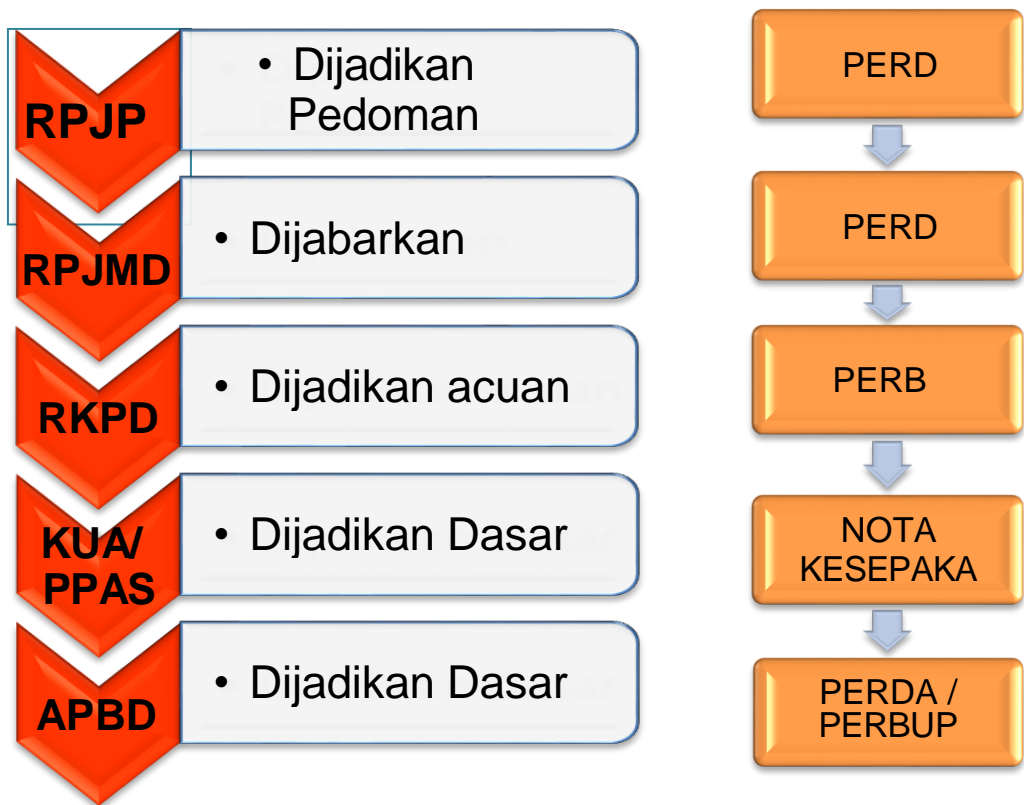 RPJP
• Dijadikan
Pedoman
PERD
RPJMD
• Dijabarkan
PERD
RKPD
• Dijadikan acuan
PERB
KUA/
PPAS
• Dijadikan Dasar
NOTA
KESEPAKA
APBD
• Dijadikan Dasar
PERDA /
PERBUP